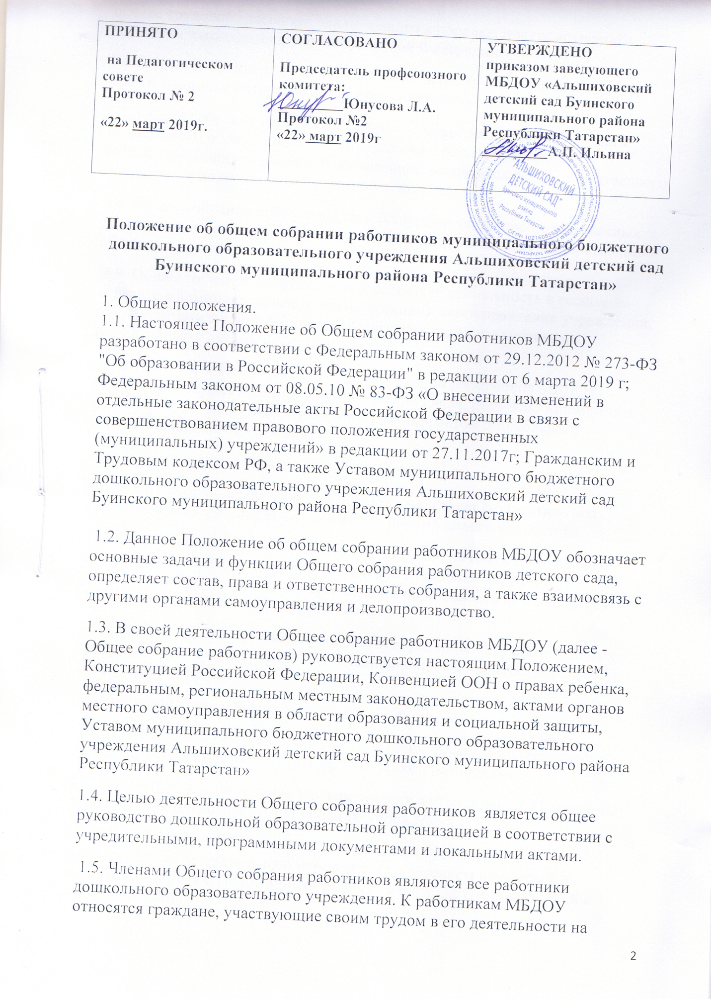 ПРИНЯТО
на Педагогическом
совете
Протокол № 2
«22» март 2019г.
СОГЛАСОВАНО
Председатель профсоюзного
комитета:
__________Юнусова Л.А.
Протокол №2
«22» март 2019г
УТВЕРЖДЕНО
приказом заведующего
МБДОУ «Альшиховский
детский сад Буинского
муниципального района
Республики Татарстан»
__________А.П. Ильина
"АЛЬШИХОВСКИЙ
ДЕТСКИЙ САД"
Буинского муниципального
района
Республики Татарстан
ОГРН 1021606553814
Положение об общем собрании работников муниципального бюджетного
дошкольного образовательного учреждения Альшиховский детский сад
Буинского муниципального района Республики Татарстан»
1. Общие положения.
1.1. Настоящее Положение об Общем собрании работников МБДОУ
разработано в соответствии с Федеральным законом от 29.12.2012 № 273-ФЗ
"Об образовании в Российской Федерации" в редакции от 6 марта 2019 г;
Федеральным законом от 08.05.10 № 83-ФЗ «О внесении изменений в
отдельные законодательные акты Российской Федерации в связи с
совершенствованием правового положения государственных
(муниципальных) учреждений» в редакции от 27.11.2017г; Гражданским и
Трудовым кодексом РФ, а также Уставом муниципального бюджетного
дошкольного образовательного учреждения Альшиховский детский сад
Буинского муниципального района Республики Татарстан»
1.2. Данное Положение об общем собрании работников МБДОУ обозначает
основные задачи и функции Общего собрания работников детского сада,
определяет состав, права и ответственность собрания, а также взаимосвязь с
другими органами самоуправления и делопроизводство.
1.3. В своей деятельности Общее собрание работников МБДОУ (далее -
Общее собрание работников) руководствуется настоящим Положением,
Конституцией Российской Федерации, Конвенцией ООН о правах ребенка,
федеральным, региональным местным законодательством, актами органов
местного самоуправления в области образования и социальной защиты,
Уставом муниципального бюджетного дошкольного образовательного
учреждения Альшиховский детский сад Буинского муниципального района
Республики Татарстан»
1.4. Целью деятельности Общего собрания работников является общее
руководство дошкольной образовательной организацией в соответствии с
учредительными, программными документами и локальными актами.
1.5. Членами Общего собрания работников являются все работники
дошкольного образовательного учреждения. К работникам МБДОУ
относятся граждане, участвующие своим трудом в его деятельности на
2